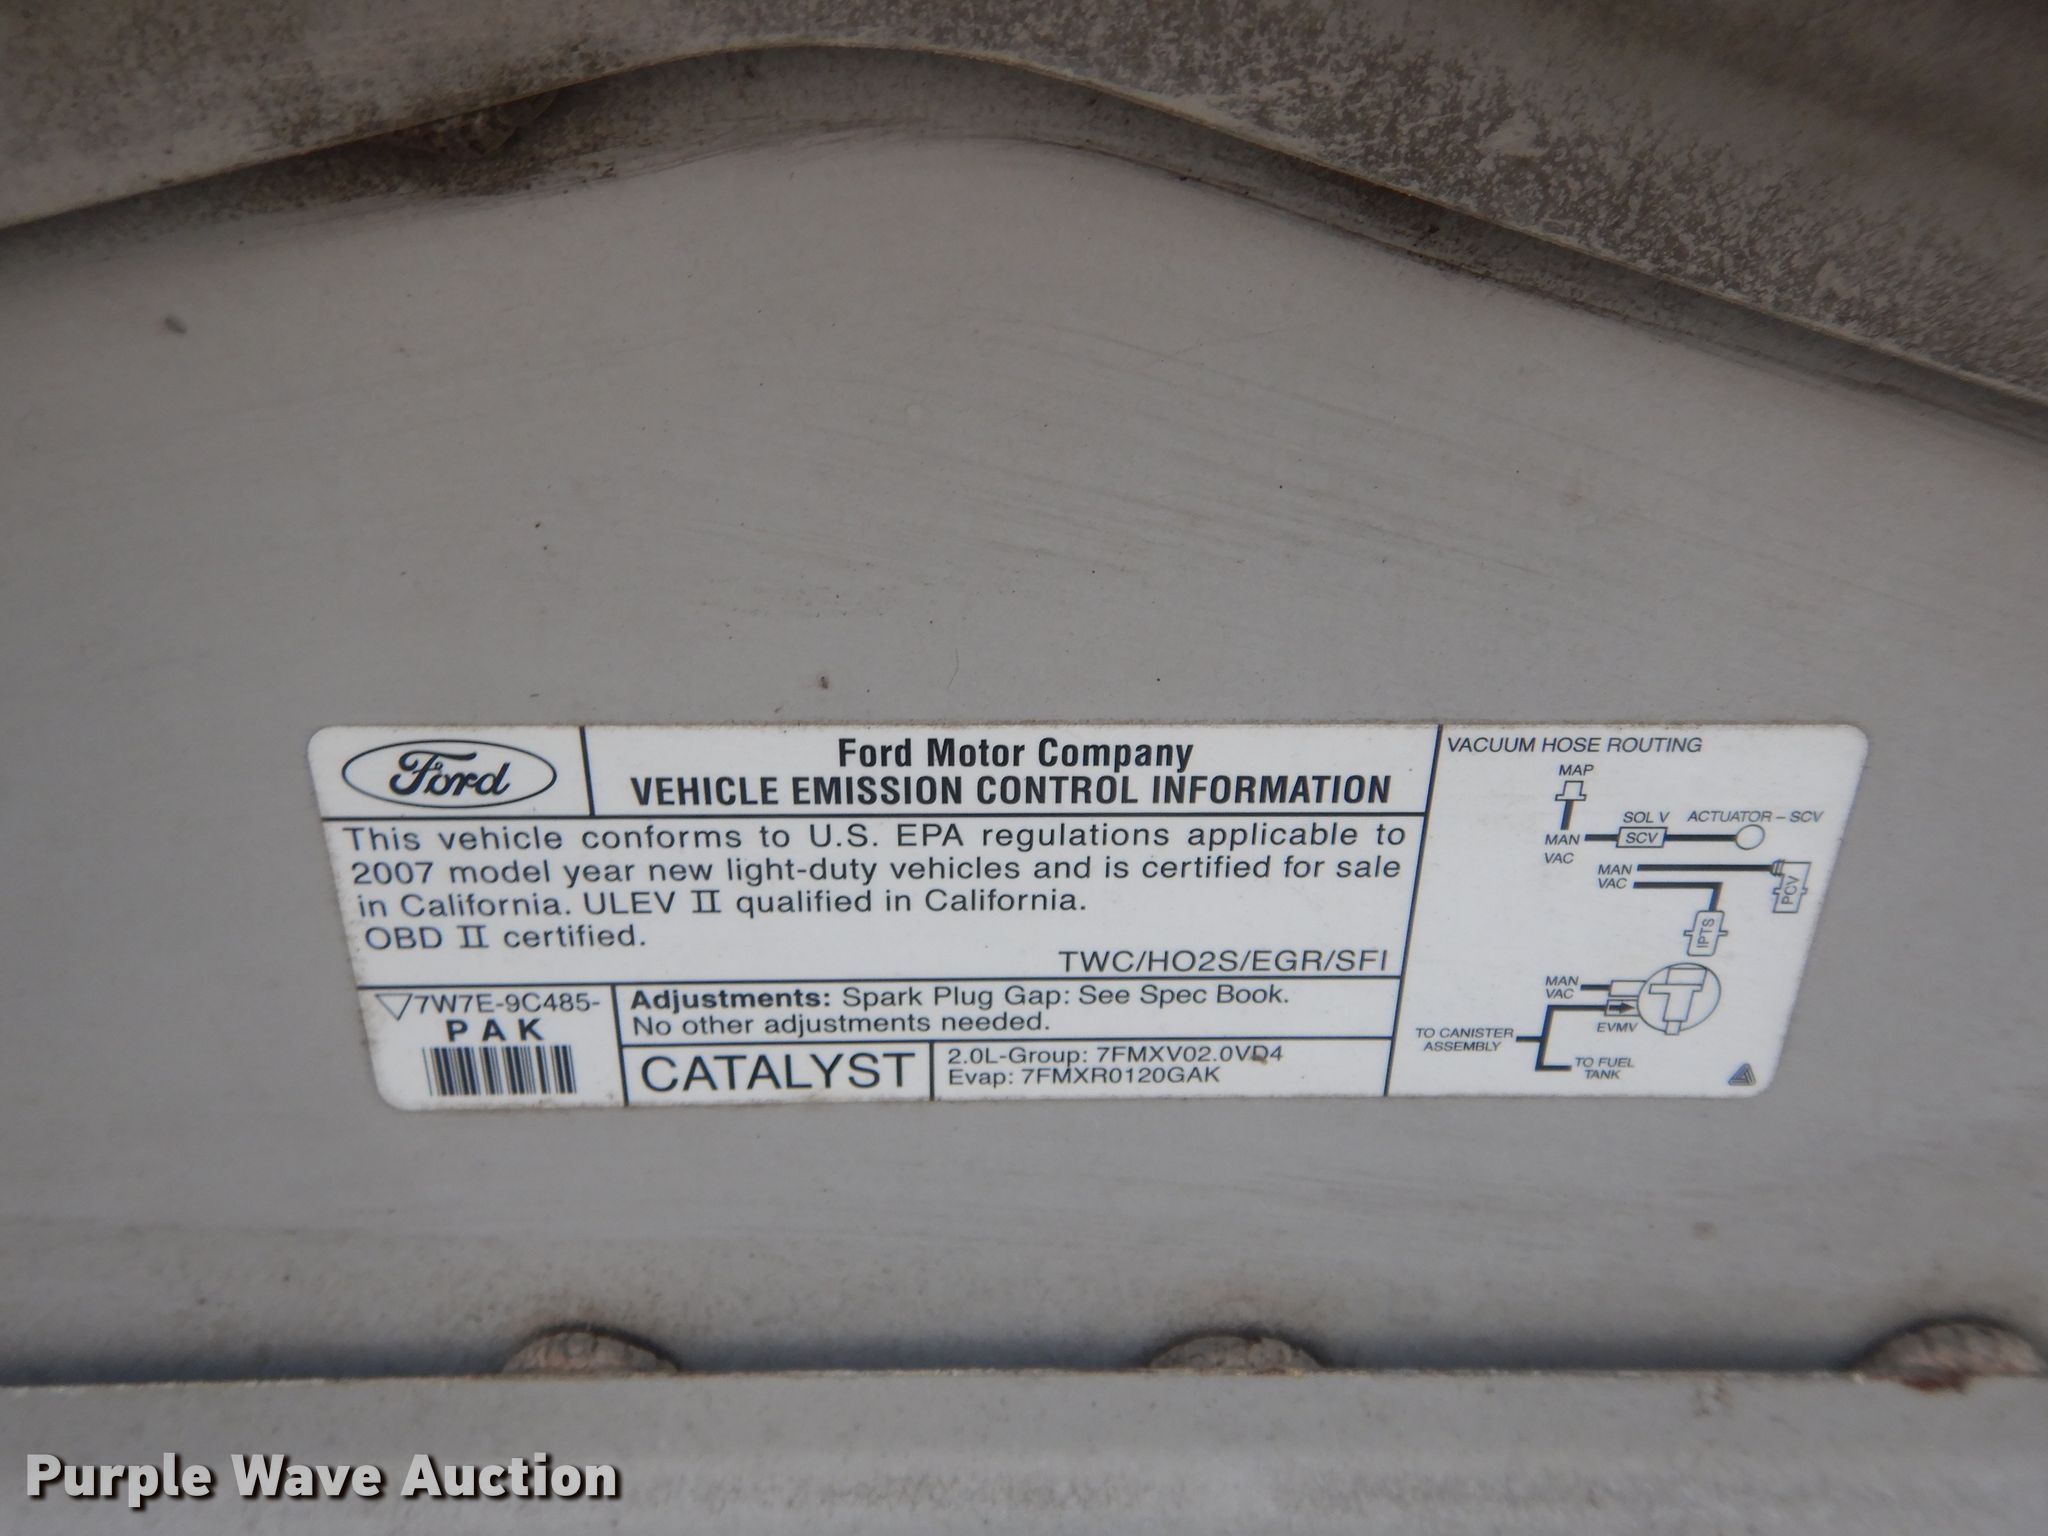 Ford
Ford Motor Company
VEHICLE EMISSION CONTROL INFORMATION
This vehicle conforms to U.S. EPA regulations applicable to
2007 model year new light-duty vehicles and is certified for sale
in California. ULEV II qualified in California.
OBD II certified.
TWC/HO2S/EGR/SFI
7W7E-9C485-
PAK
Adjustments: Spark Plug Gap: See Spec Book.
No other adjustments needed.
CATALYST
2.0L-Group: 7FMXV02.0VD4
Evap: 7FMXR0120GAK
VACUUM HOSE ROUTING
MAP
SOL V ACTUATOR – SCV
MAN SCV
VAC
MAN
VAC
PCV
IPTS
MAN
VAC
EVMV
TO CANISTER
ASSEMBLY
TO FUEL
TANK
Purple Wave Auction